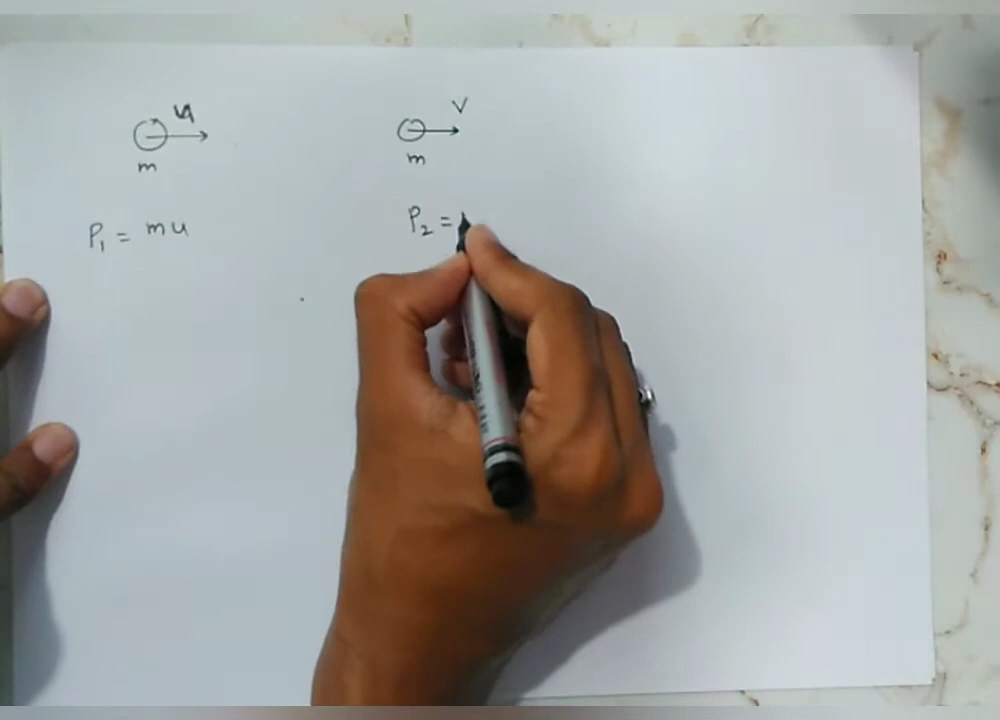 u
v
m
m
P₁ = mu
P₂ =